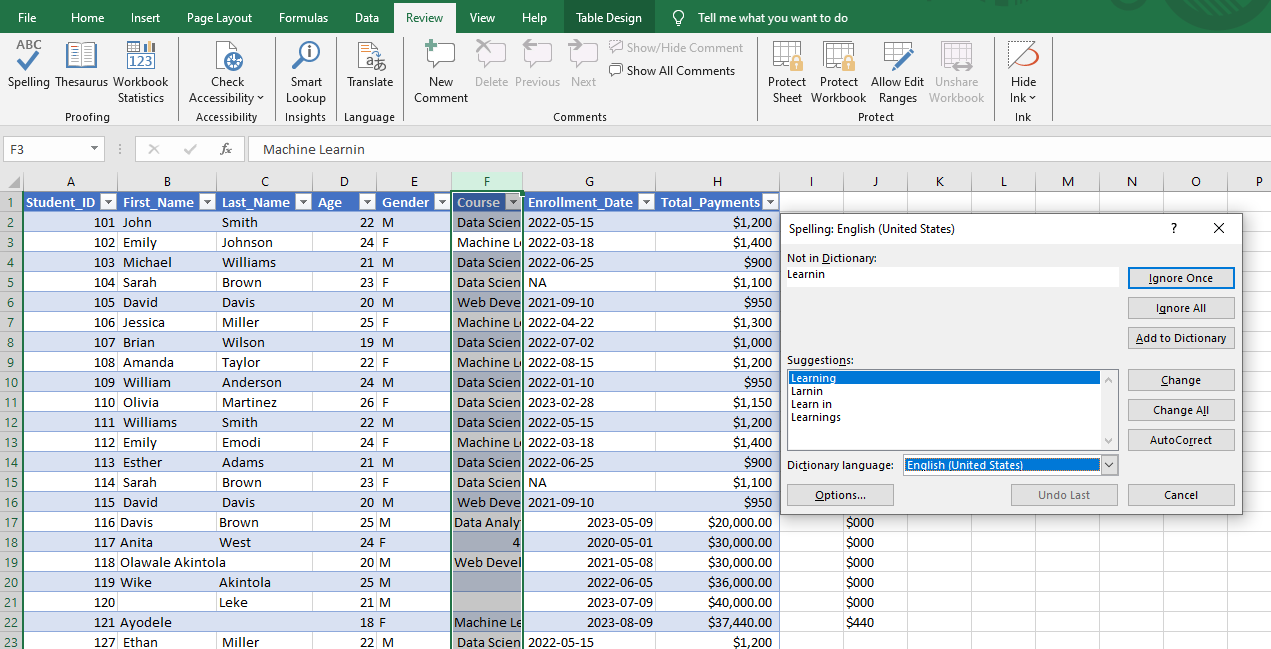 File Home Insert Page Layout Formulas Data Review View Help Table Design Tell me what you want to do
ABC
Spelling
Thesaurus
123
Workbook Statistics
Proofing
Check Accessibility
Accessibility
Smart Lookup
Insights
Translate
Language
New Comment
Delete
Previous
Next
Show/Hide Comment
Show All Comments
Comments
Protect Sheet
Protect Workbook
Allow Edit Ranges
Unshare Workbook
Protect
Hide Ink
Ink
F3 fx Machine Learnin
A B C D E F G H I J K L M N O P
1 Student_ID First_Name Last_Name Age Gender Course Enrollment_Date Total_Payments
2 101 John Smith 22 M Data Scien 2022-05-15 $1,200
3 102 Emily Johnson 24 F Machine Le 2022-03-18 $1,400
4 103 Michael Williams 21 M Data Scien 2022-06-25 $900
5 104 Sarah Brown 23 F Data Scien NA $1,100
6 105 David Davis 20 M Web Deve 2021-09-10 $950
7 106 Jessica Miller 25 F Machine Le 2022-04-22 $1,300
8 107 Brian Wilson 19 M Data Scien 2022-07-02 $1,000
9 108 Amanda Taylor 22 F Machine Le 2022-08-15 $1,200
10 109 William Anderson 24 M Data Scien 2022-01-10 $950
11 110 Olivia Martinez 26 F Data Scien 2023-02-28 $1,150
12 111 Williams Smith 22 M Data Scien 2022-05-15 $1,200
13 112 Emily Emodi 24 F Machine Le 2022-03-18 $1,400
14 113 Esther Adams 21 M Data Scien 2022-06-25 $900
15 114 Sarah Brown 23 F Data Scien NA $1,100
16 115 David Davis 20 M Web Deve 2021-09-10 $950
17 116 Davis Brown 25 M Data Analy 2023-05-09 $20,000.00 $000
18 117 Anita West 24 F 4 2020-05-01 $30,000.00 $000
19 118 Olawale Akintola 20 M Web Devel 2021-05-08 $30,000.00 $000
20 119 Wike Akintola 25 M 2022-06-05 $36,000.00 $000
21 120 Leke 21 M 2023-07-09 $40,000.00 $000
22 121 Ayodele 18 F Machine Le 2023-08-09 $37,440.00 $440
23 127 Ethan Miller 22 M Data Scien 2022-05-15 $1,200
Spelling: English (United States) ?
Not in Dictionary:
Learnin
Ignore Once
Ignore All
Add to Dictionary
Suggestions:
Learning
Larnin
Learn in
Learnings
Change
Change All
AutoCorrect
Dictionary language: English (United States)
Options... Undo Last Cancel